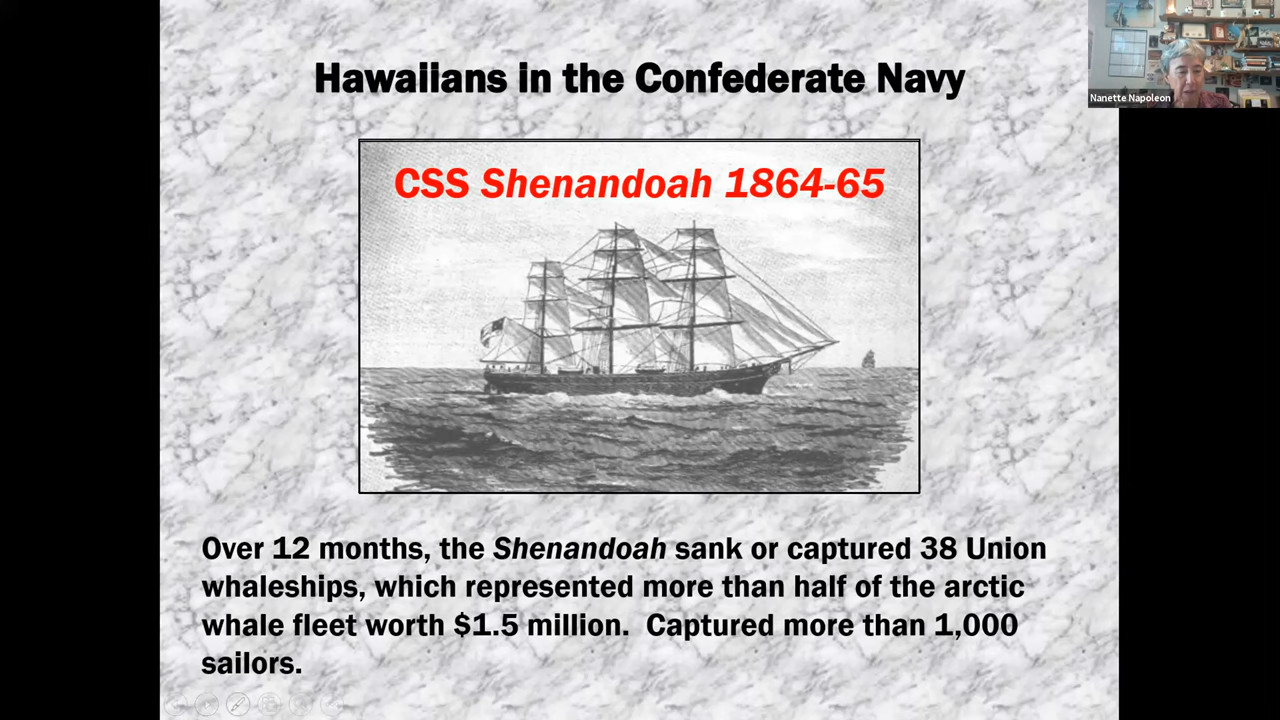 Hawaiians in the Confederate Navy
Nanette Napoleon
CSS Shenandoah 1864-65
Over 12 months, the Shenandoah sank or captured 38 Union
whaleships, which represented more than half of the arctic
whale fleet worth $1.5 million.  Captured more than 1,000
sailors.